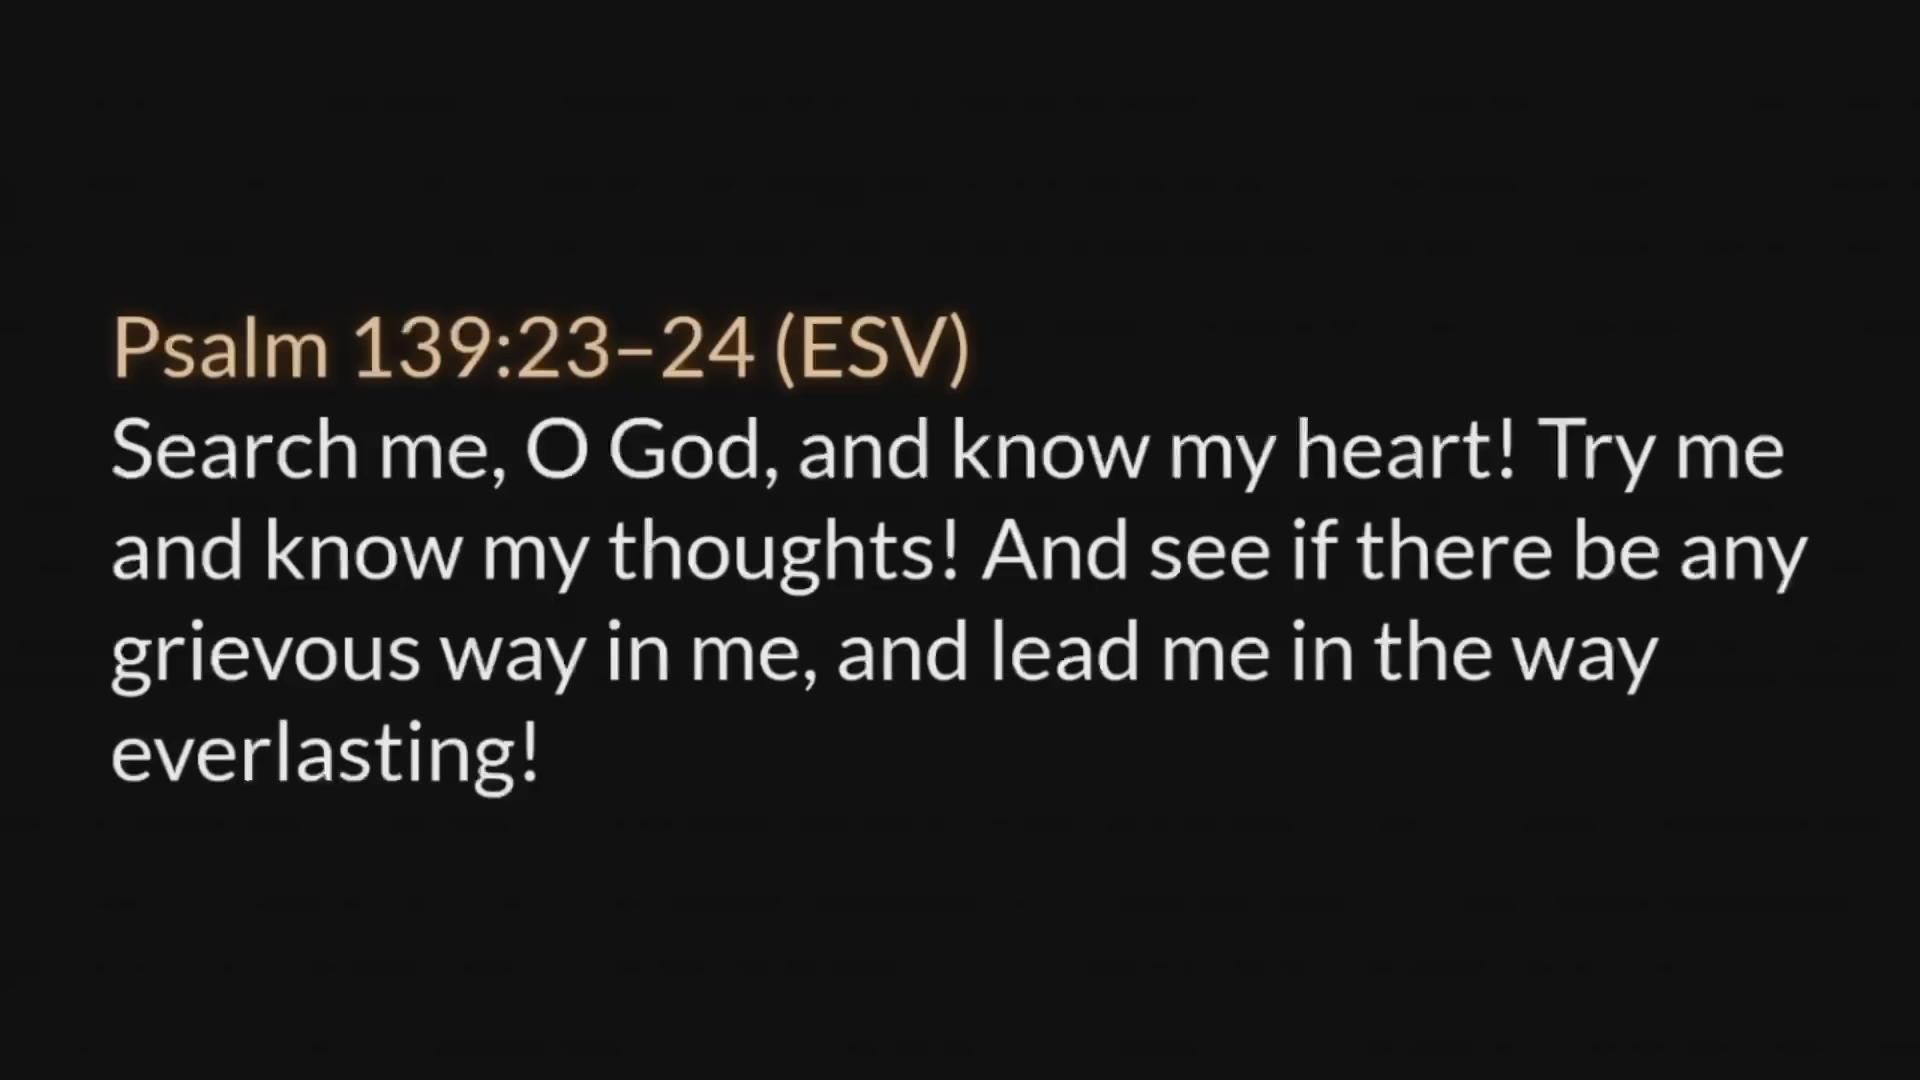 Psalm 139:23–24 (ESV)
Search me, O God, and know my heart! Try me
and know my thoughts! And see if there be any
grievous way in me, and lead me in the way
everlasting!